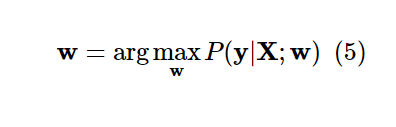 w = arg max P(y|X; w) (5)
w